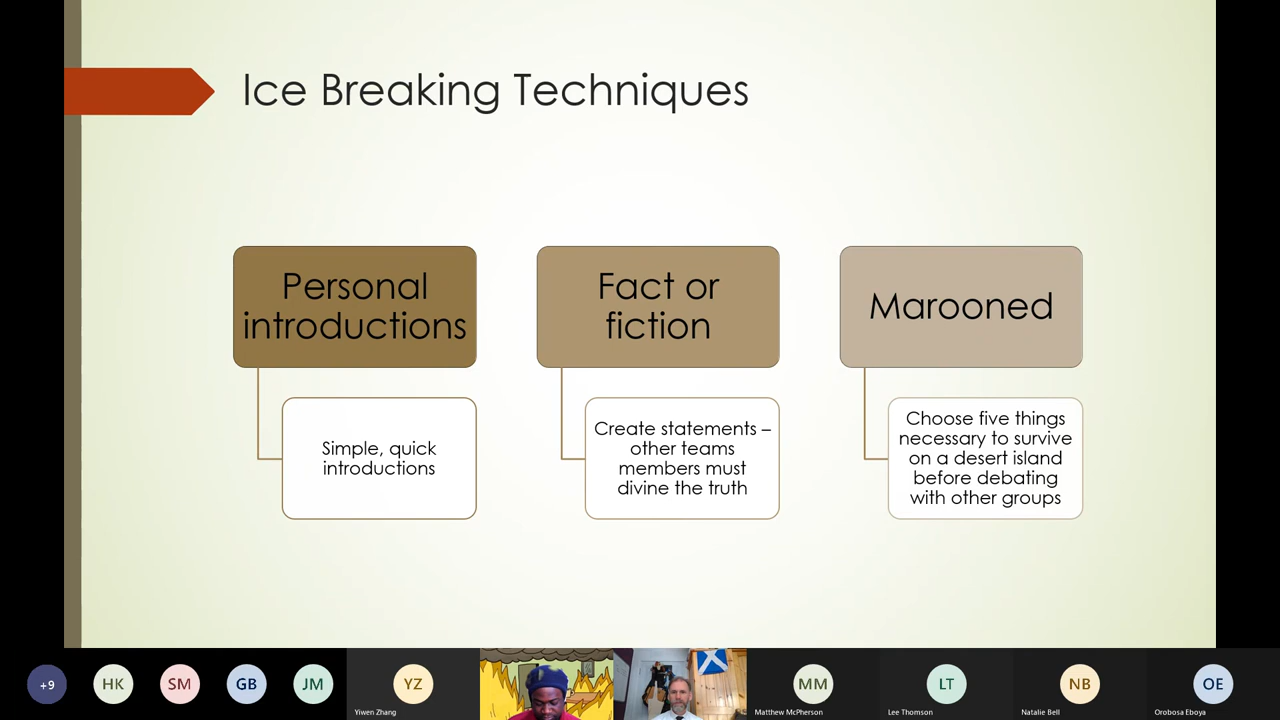 Ice Breaking Techniques
Personal
introductions
Simple, quick
introductions
Fact or
fiction
Create statements –
other teams
members must
divine the truth
Marooned
Choose five things
necessary to survive
on a desert island
before debating
with other groups
+9
HK
SM
GB
JM
YZ
Yiwen Zhang
MM
Matthew McPherson
LT
Lee Thomson
NB
Natalie Bell
OE
Orobosa Eboya